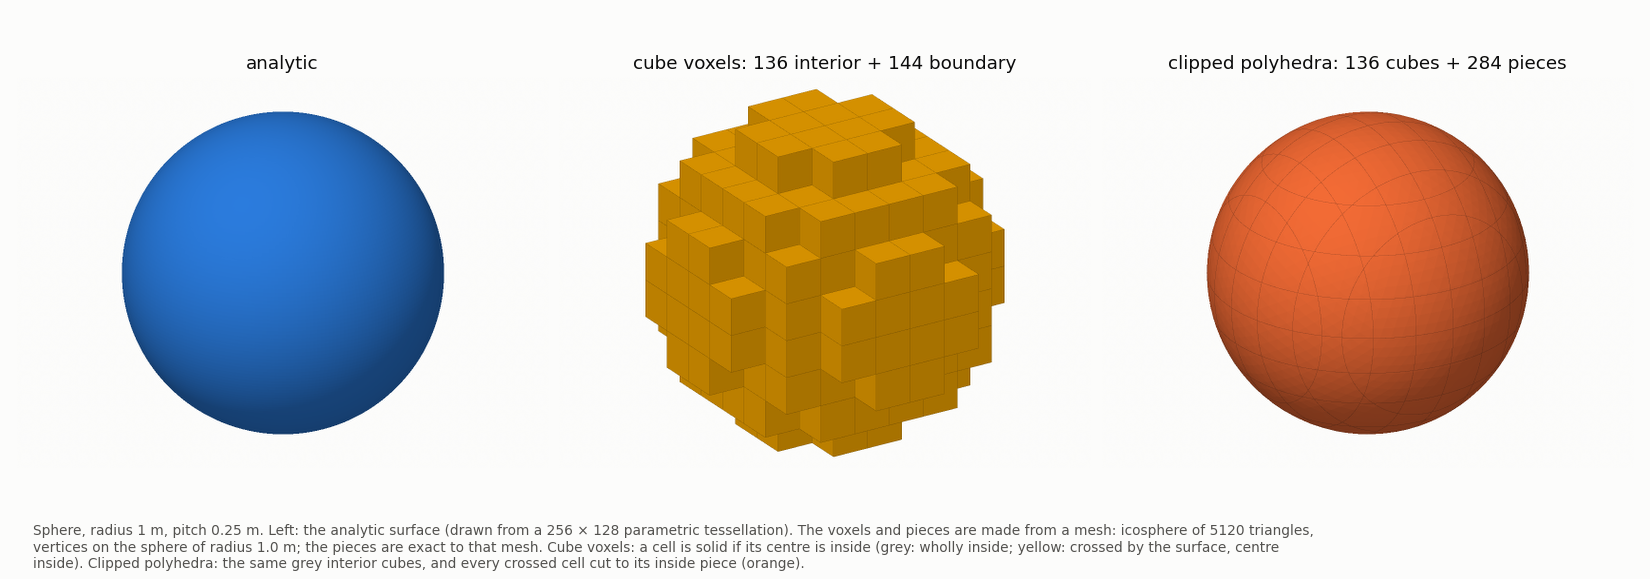 analytic
cube voxels: 136 interior + 144 boundary
clipped polyhedra: 136 cubes + 284 pieces
Sphere, radius 1 m, pitch 0.25 m. Left: the analytic surface (drawn from a 256 × 128 parametric tessellation). The voxels and pieces are made from a mesh: icosphere of 5120 triangles,
vertices on the sphere of radius 1.0 m; the pieces are exact to that mesh. Cube voxels: a cell is solid if its centre is inside (grey: wholly inside; yellow: crossed by the surface, centre
inside). Clipped polyhedra: the same grey interior cubes, and every crossed cell cut to its inside piece (orange).